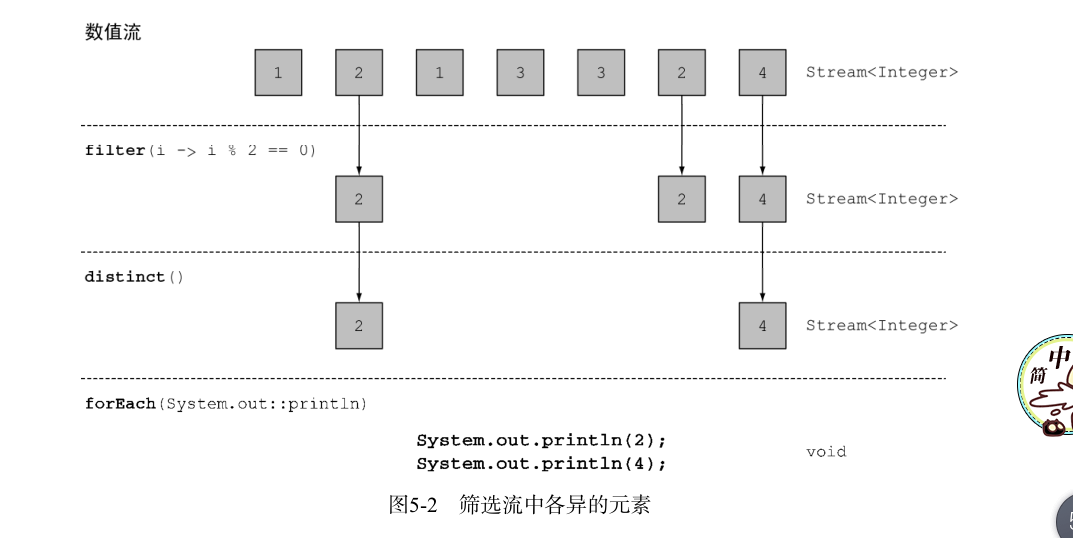 数值流
1 2 1 3 3 2 4 Stream<Integer>
filter(i -> i % 2 == 0)
2 2 4 Stream<Integer>
distinct()
2 4 Stream<Integer>
forEach(System.out::println)
System.out.println(2);
System.out.println(4);
void
图5-2 筛选流中各异的元素
中
简